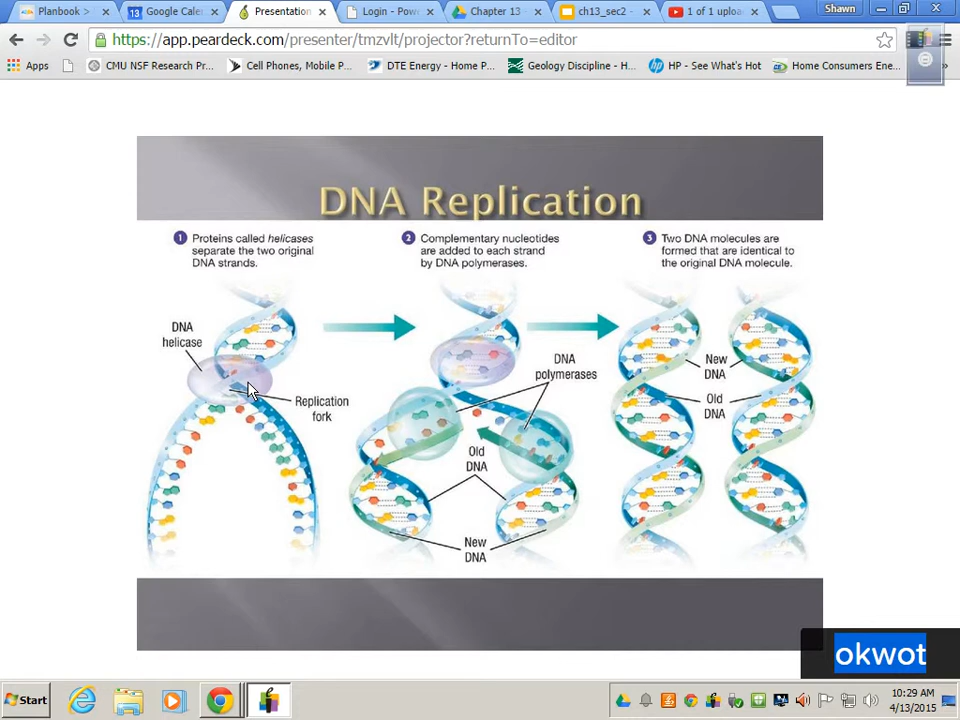 Planbook >
Google Cale
Presentation
Login - Pow
Chapter 13 -
ch13_sec2 -
1 of 1 uploa
Shawn
https://app.peardeck.com/presenter/tmzvlt/projector?returnTo=editor
Apps
CMU NSF Research Pr...
Cell Phones, Mobile P...
DTE Energy - Home P...
Geology Discipline - H...
HP - See What's Hot
Home Consumers Ene...
»
DNA Replication
1 Proteins called helicases
separate the two original
DNA strands.
2 Complementary nucleotides
are added to each strand
by DNA polymerases.
3 Two DNA molecules are
formed that are identical to
the original DNA molecule.
DNA
helicase
Replication
fork
DNA
polymerases
Old
DNA
New
DNA
New
DNA
Old
DNA
okwot
Start
10:29 AM
4/13/2015